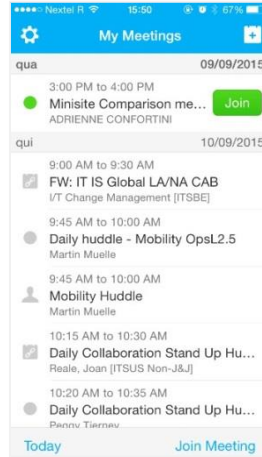 Nextel R 15:50 67%
My Meetings
qua 09/09/2015
3:00 PM to 4:00 PM
Minisite Comparison me... Join
ADRIENNE CONFORTINI
qui 10/09/2015
9:00 AM to 9:30 AM
FW: IT IS Global LA/NA CAB
I/T Change Management [ITSBE]
9:45 AM to 10:00 AM
Daily huddle - Mobility OpsL2.5
Martin Muelle
9:45 AM to 10:00 AM
Mobility Huddle
Martin Muelle
10:15 AM to 10:30 AM
Daily Collaboration Stand Up Hu...
Reale, Joan [ITSUS Non-J&J]
10:20 AM to 10:35 AM
Daily Collaboration Stand Up Hu...
Peggy Tierney
Today Join Meeting